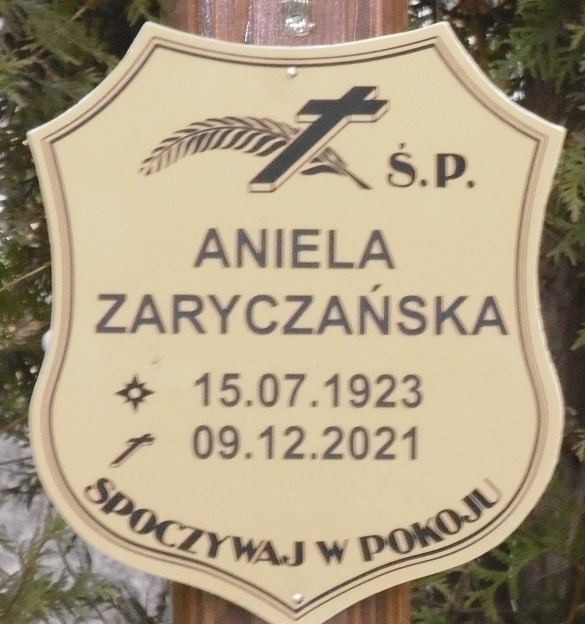 Ś.P.
ANIELA
ZARYCZAŃSKA
15.07.1923
09.12.2021
SPOCZYWAJ W POKOJU